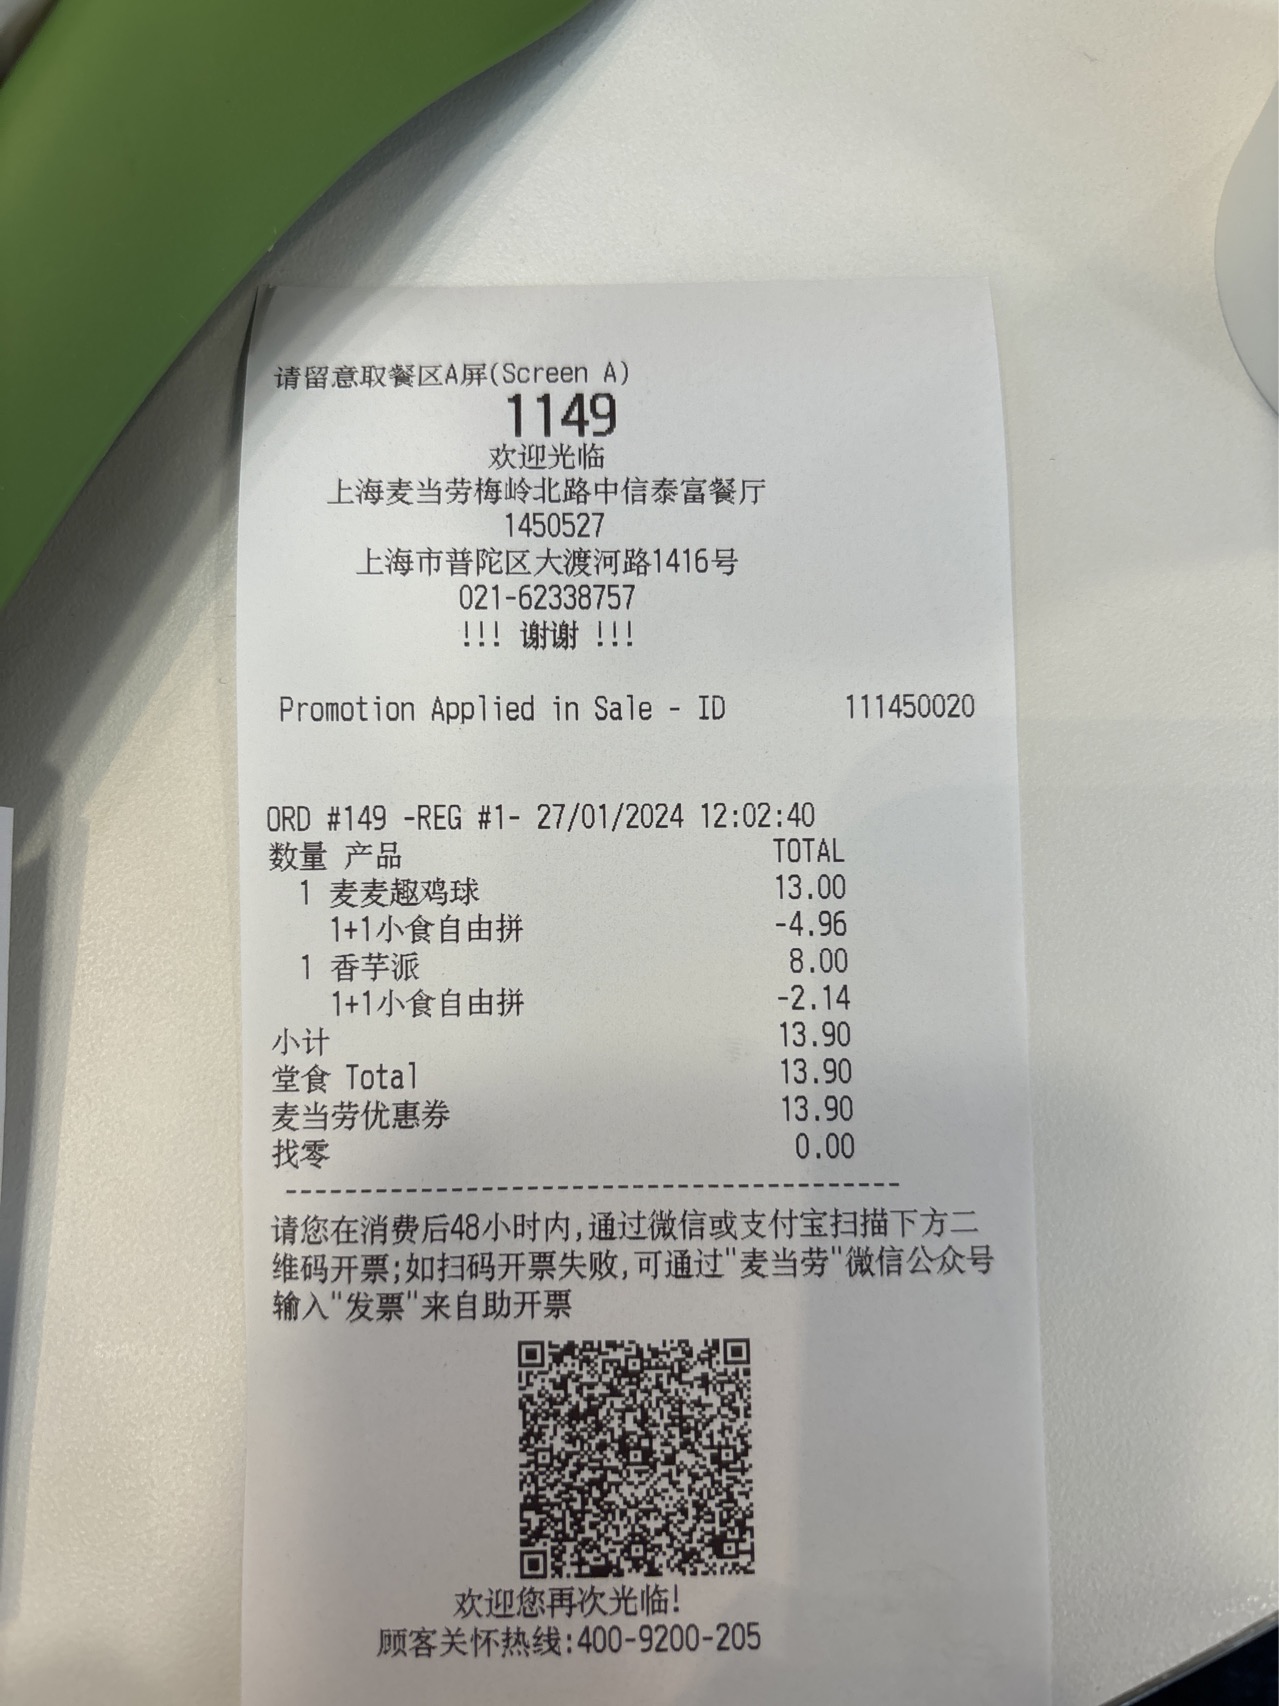 请留意取餐区A屏(Screen A)
1149
欢迎光临
上海麦当劳梅岭北路中信泰富餐厅
1450527
上海市普陀区大渡河路1416号
021-62338757
!!! 谢谢 !!!
Promotion Applied in Sale - ID 111450020
ORD #149 -REG #1- 27/01/2024 12:02:40
数量 产品 TOTAL
1 麦麦趣鸡球 13.00
1+1小食自由拼 -4.96
1 香芋派 8.00
1+1小食自由拼 -2.14
小计 13.90
堂食 Total 13.90
麦当劳优惠券 13.90
找零 0.00
-----------------------------------------
请您在消费后48小时内,通过微信或支付宝扫描下方二
维码开票;如扫码开票失败,可通过"麦当劳"微信公众号
输入"发票"来自助开票
欢迎您再次光临!
顾客关怀热线:400-9200-205